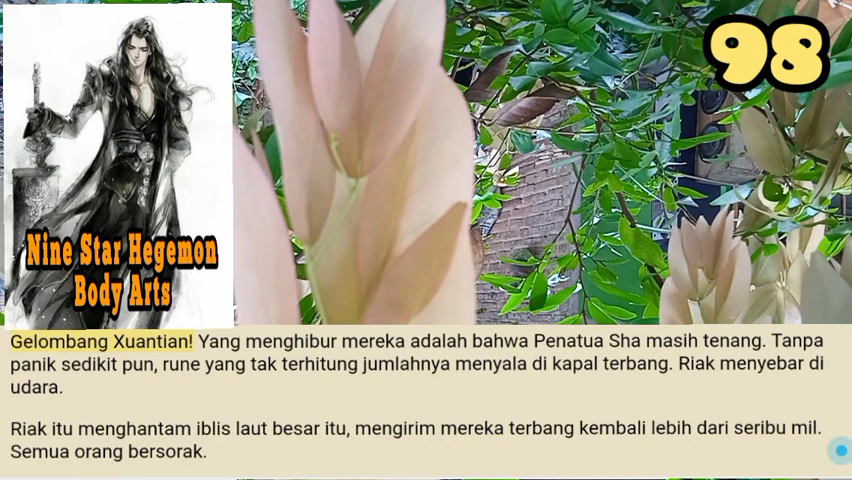 98
Nine Star Hegemon
Body Arts
Gelombang Xuantian! Yang menghibur mereka adalah bahwa Penatua Sha masih tenang. Tanpa
panik sedikit pun, rune yang tak terhitung jumlahnya menyala di kapal terbang. Riak menyebar di
udara.
Riak itu menghantam iblis laut besar itu, mengirim mereka terbang kembali lebih dari seribu mil.
Semua orang bersorak.